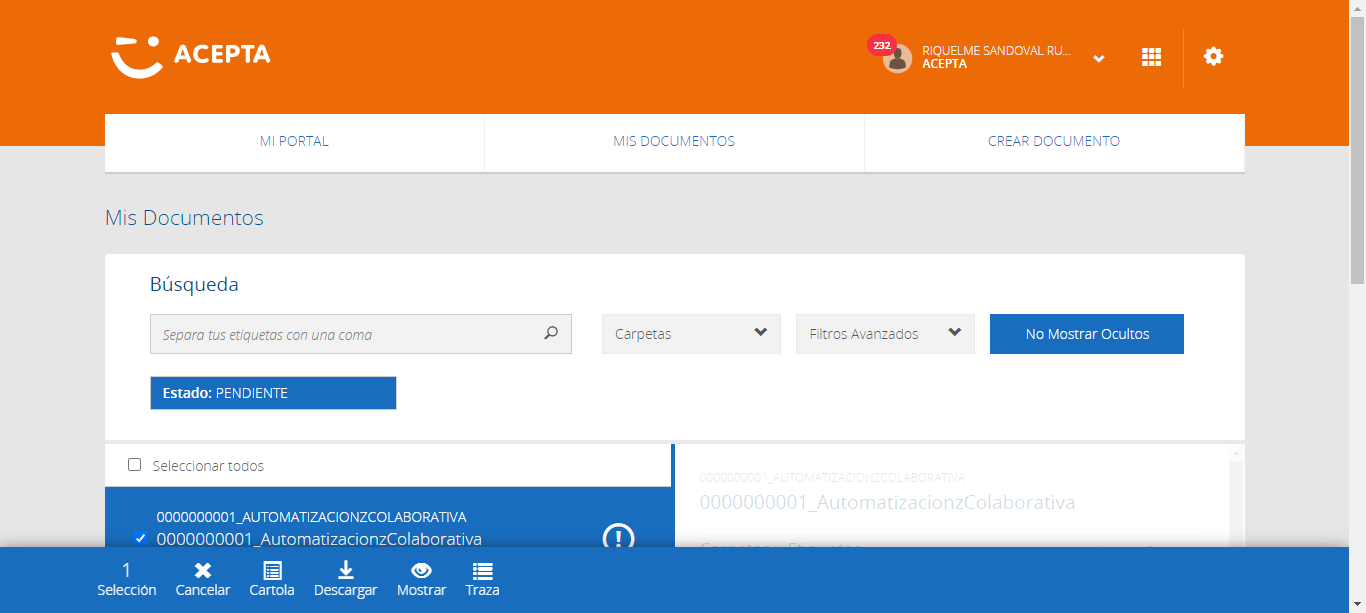 ACEPTA
232
RIQUELME SANDOVAL RU...
ACEPTA
MI PORTAL
MIS DOCUMENTOS
CREAR DOCUMENTO
Mis Documentos
Búsqueda
Separa tus etiquetas con una coma
Carpetas
Filtros Avanzados
No Mostrar Ocultos
Estado: PENDIENTE
Seleccionar todos
0000000001_AUTOMATIZACIONZCOLABORATIVA
0000000001_AutomatizacionzColaborativa
0000000001_AUTOMATIZACIONZCOLABORATIVA
0000000001_AutomatizacionzColaborativa
1
Selección
Cancelar
Cartola
Descargar
Mostrar
Traza